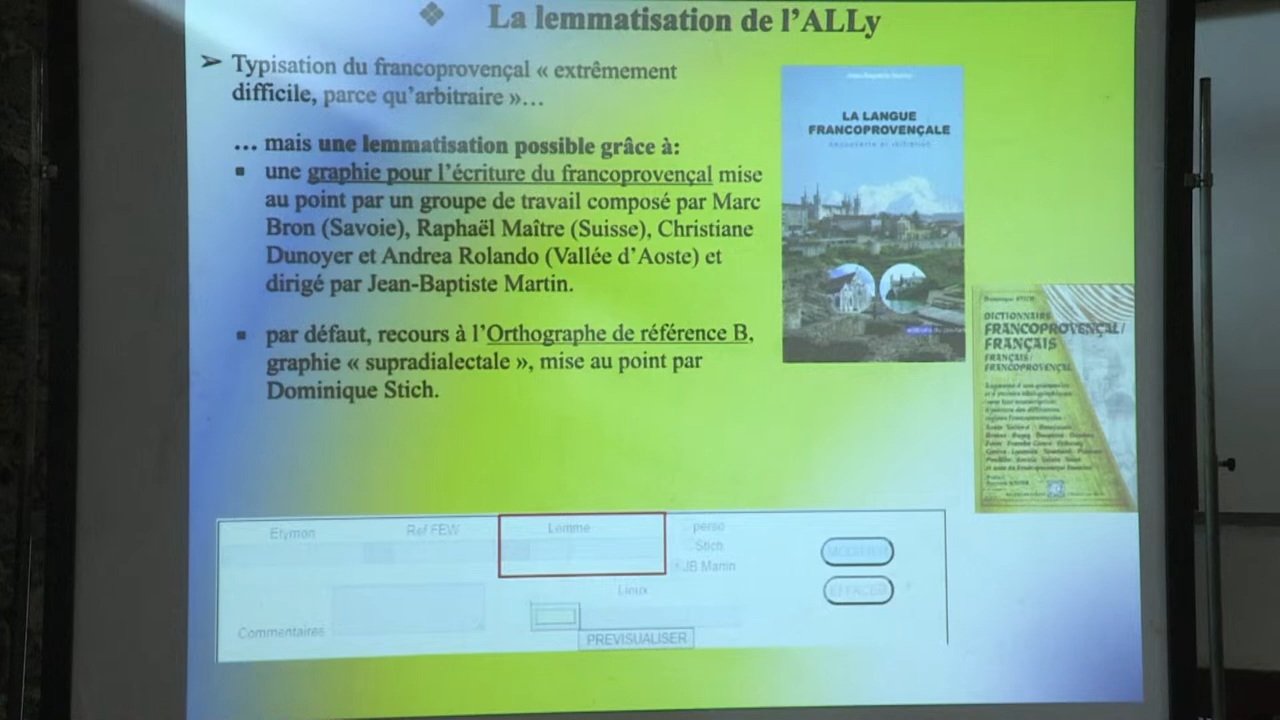 ❖ La lemmatisation de l'ALLy
➢ Typisation du francoprovençal « extrêmement
difficile, parce qu'arbitraire »…
… mais une lemmatisation possible grâce à:
▪ une graphie pour l'écriture du francoprovençal mise
au point par un groupe de travail composé par Marc
Bron (Savoie), Raphaël Maître (Suisse), Christiane
Dunoyer et Andrea Rolando (Vallée d'Aoste) et
dirigé par Jean-Baptiste Martin.
▪ par défaut, recours à l'Orthographe de référence B,
graphie « supradialectale », mise au point par
Dominique Stich.
LA LANGUE
FRANCOPROVENÇALE
DICTIONNAIRE
FRANCOPROVENÇAL/
FRANÇAIS
FRANÇAIS/
FRANCOPROVENÇAL
Etymon Ref FEW Lemme perso
Stich
JB Martin
MODIFIER
EFFACER
Commentaires
PREVISUALISER